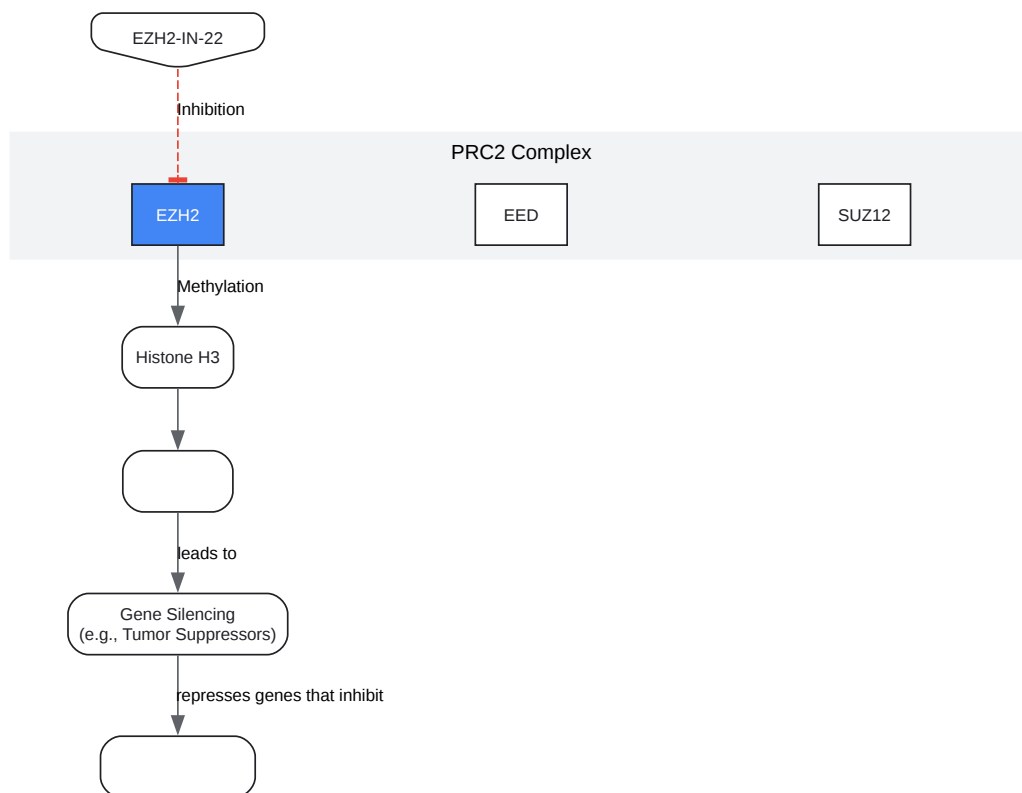 EZH2-IN-22
Inhibition
PRC2 Complex
EZH2
EED
SUZ12
Methylation
Histone H3
leads to
Gene Silencing
(e.g., Tumor Suppressors)
represses genes that inhibit